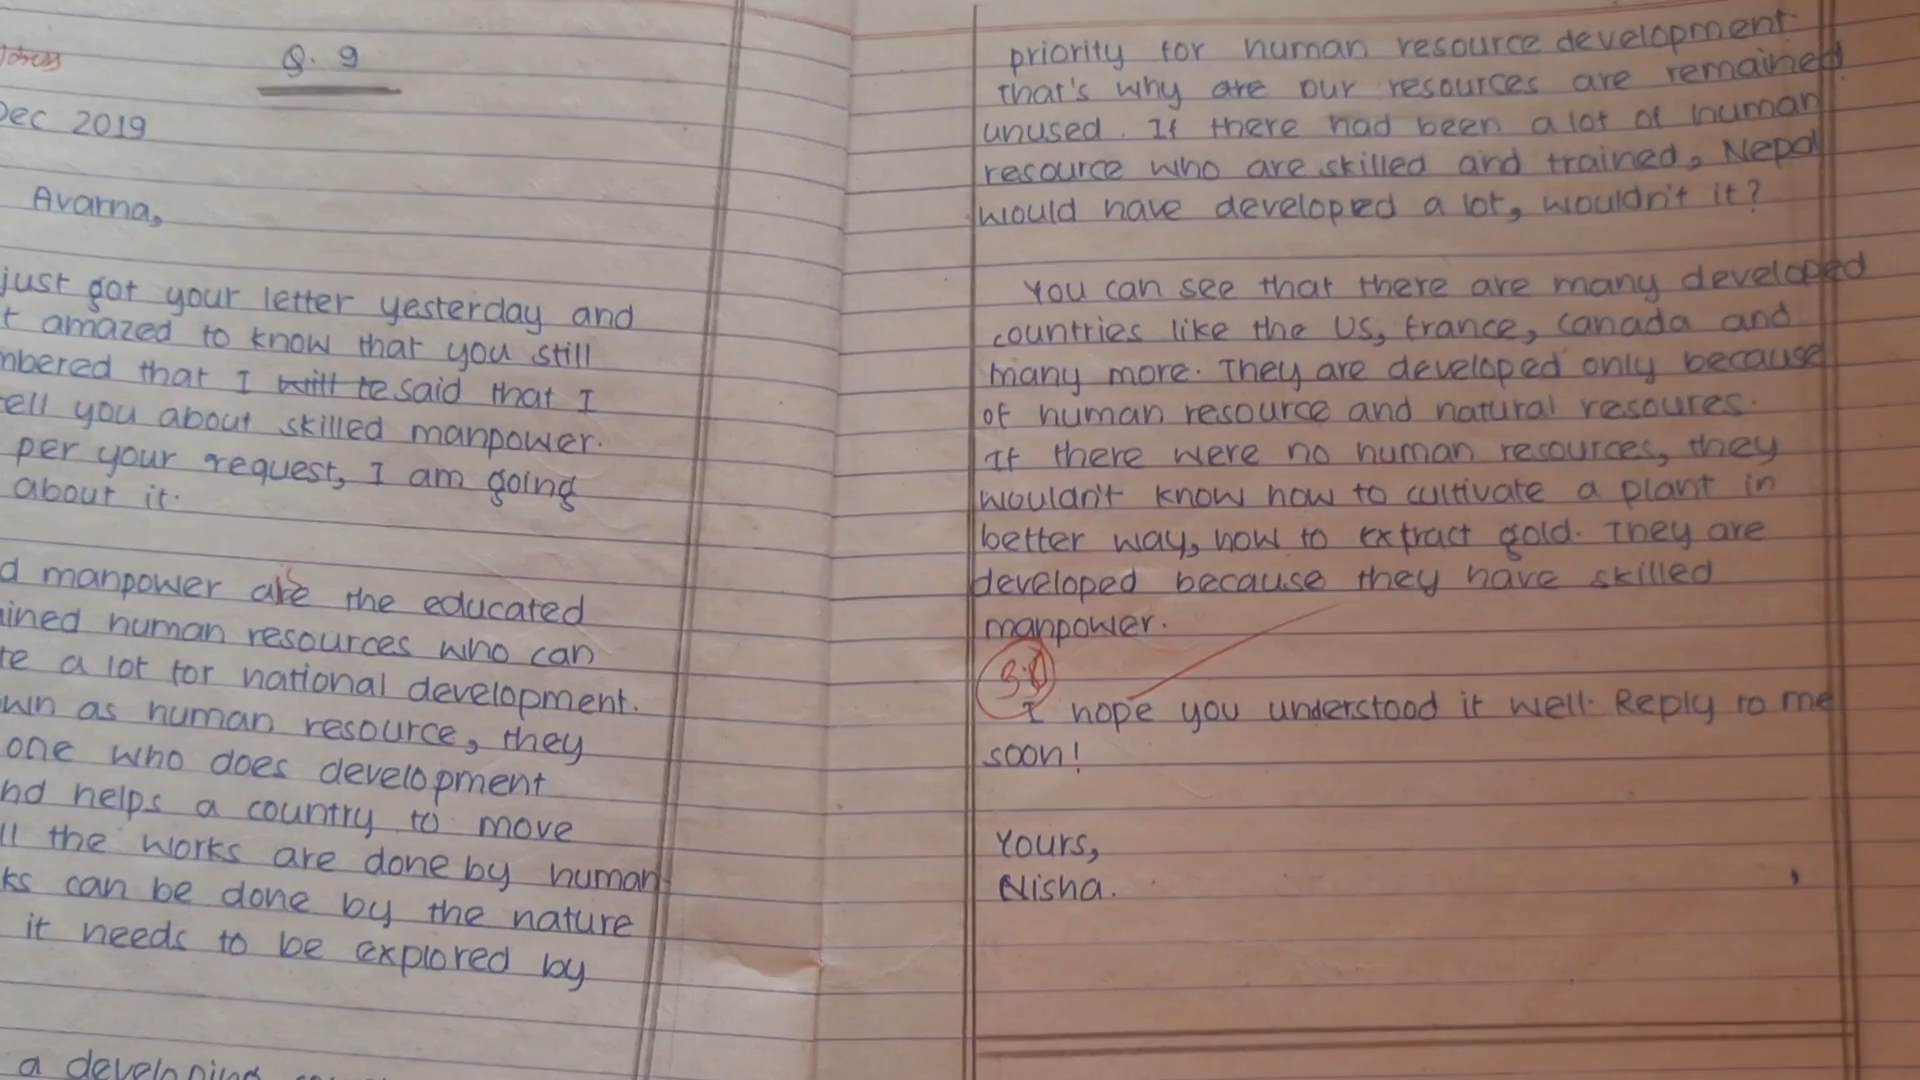 Q. 9
Dec 2019
Avarna,
just got your letter yesterday and
t amazed to know that you still
mbered that I will te said that I
ell you about skilled manpower.
per your request, I am going
about it.
d manpower are the educated
ained human resources who can
te a lot for national development.
wn as human resource, they
one who does development
nd helps a country to move
ll the works are done by human
ks can be done by the nature
it needs to be explored by
a developing
priority for human resource development
that's why are our resources are remained
unused. If there had been a lot of human
resource who are skilled and trained, Nepal
would have developed a lot, wouldn't it?
You can see that there are many developed
countries like the US, France, Canada and
many more. They are developed only because
of human resource and natural resoures.
If there were no human resources, they
wouldn't know how to cultivate a plant in
better way, how to extract gold. They are
developed because they have skilled
manpower.
I hope you understood it well. Reply to me
soon!
Yours,
Nisha.